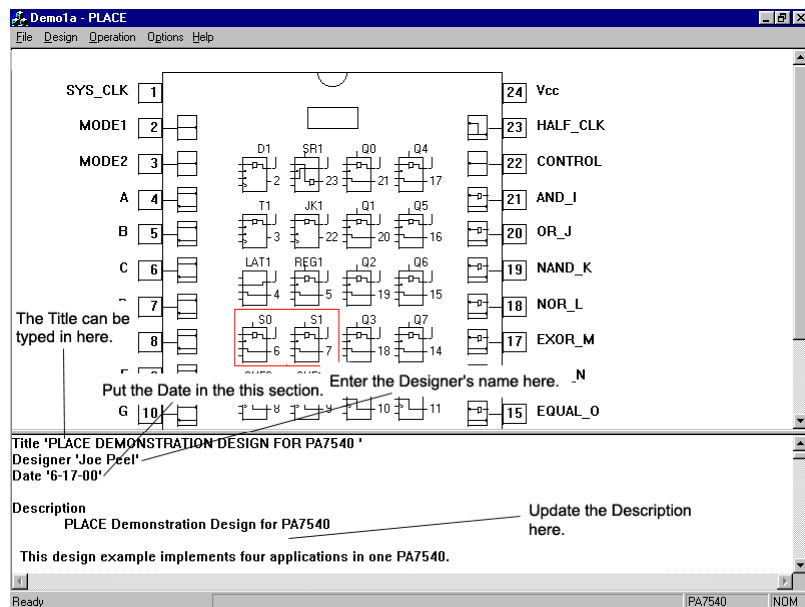 Demo1a - PLACE
File Design Operation Options Help
SYS_CLK 1 24 Vcc
MODE1 2 23 HALF_CLK
D1 SR1 Q0 Q4
MODE2 3 22 CONTROL
2 23 21 17
A 4 21 AND_I
T1 JK1 Q1 Q5
B 5 20 OR_J
3 22 20 16
LAT1 REG1 Q2 Q6
C 6 19 NAND_K
4 5 19 15
7 18 NOR_L
The Title can be
typed in here.
S0 S1 Q3 Q7
8 17 EXOR_M
6 7 18 14
Put the Date in the this section.
Enter the Designer's name here.
_N
G 10 8 9 10 11 15 EQUAL_O
Title 'PLACE DEMONSTRATION DESIGN FOR PA7540 '
Designer 'Joe Peel'
Date '6-17-00'
Description
PLACE Demonstration Design for PA7540
Update the Description
here.
This design example implements four applications in one PA7540.
Ready PA7540 NOM